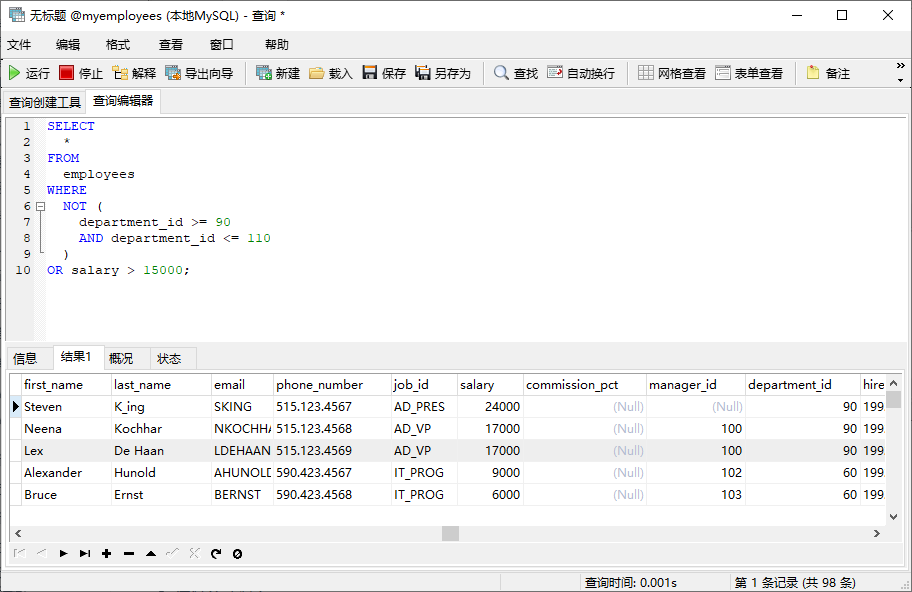 无标题 @myemployees (本地MySQL) - 查询 *
文件 编辑 格式 查看 窗口 帮助
运行 停止 解释 导出向导 新建 载入 保存 另存为 查找 自动换行 网格查看 表单查看 备注
查询创建工具 查询编辑器
1 SELECT
2 *
3 FROM
4 employees
5 WHERE
6 NOT (
7 department_id >= 90
8 AND department_id <= 110
9 )
10 OR salary > 15000;
信息 结果1 概况 状态
first_name last_name email phone_number job_id salary commission_pct manager_id department_id hire
Steven K_ing SKING 515.123.4567 AD_PRES 24000 (Null) (Null) 90 199
Neena Kochhar NKOCHHA 515.123.4568 AD_VP 17000 (Null) 100 90 199
Lex De Haan LDEHAAN 515.123.4569 AD_VP 17000 (Null) 100 90 199
Alexander Hunold AHUNOLD 590.423.4567 IT_PROG 9000 (Null) 102 60 199
Bruce Ernst BERNST 590.423.4568 IT_PROG 6000 (Null) 103 60 199
查询时间: 0.001s 第 1 条记录 (共 98 条)